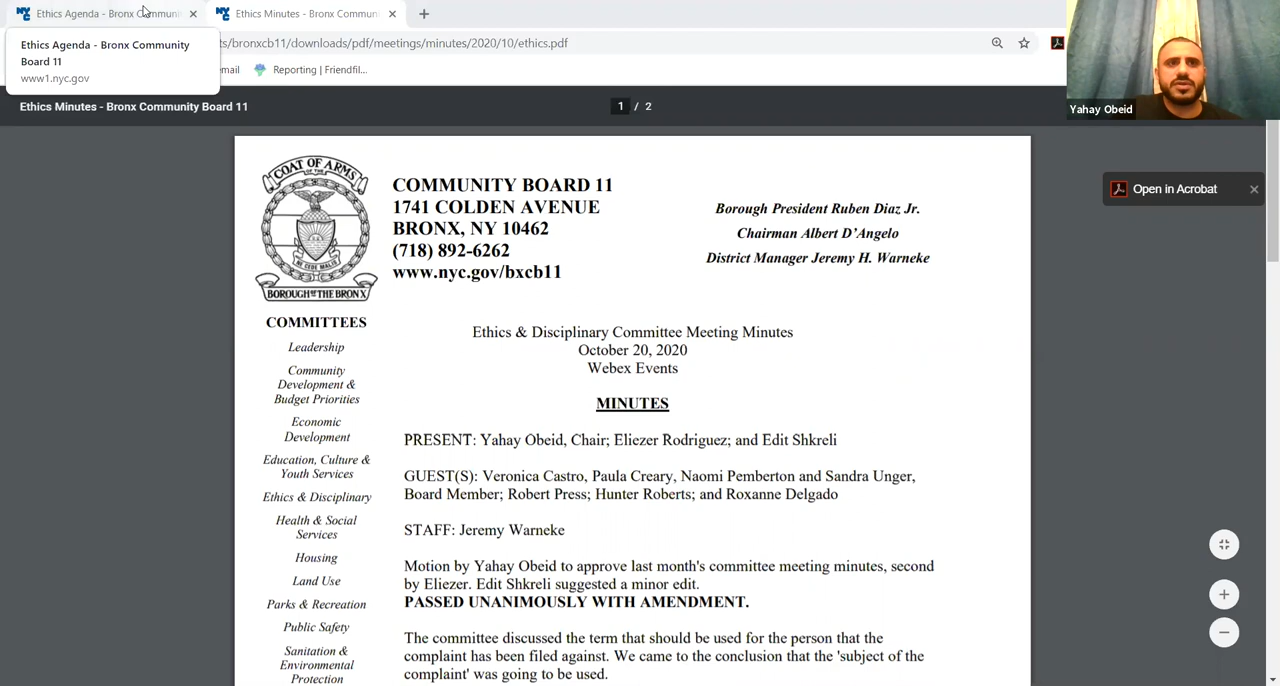 Ethics Agenda - Bronx Communi
Ethics Minutes - Bronx Commun
Ethics Agenda - Bronx Community
Board 11
www1.nyc.gov
ts/bronxcb11/downloads/pdf/meetings/minutes/2020/10/ethics.pdf
email
Reporting | Friendfil...
Yahay Obeid
Ethics Minutes - Bronx Community Board 11
1 / 2
Open in Acrobat
COAT OF ARMS
OF THE
NE CEDE MALIS
BOROUGH OF THE BRONX
COMMUNITY BOARD 11
1741 COLDEN AVENUE
BRONX, NY 10462
(718) 892-6262
www.nyc.gov/bxcb11
Borough President Ruben Diaz Jr.
Chairman Albert D'Angelo
District Manager Jeremy H. Warneke
COMMITTEES
Leadership
Community
Development &
Budget Priorities
Economic
Development
Education, Culture &
Youth Services
Ethics & Disciplinary
Health & Social
Services
Housing
Land Use
Parks & Recreation
Public Safety
Sanitation &
Environmental
Protection
Ethics & Disciplinary Committee Meeting Minutes
October 20, 2020
Webex Events
MINUTES
PRESENT: Yahay Obeid, Chair; Eliezer Rodriguez; and Edit Shkreli
GUEST(S): Veronica Castro, Paula Creary, Naomi Pemberton and Sandra Unger,
Board Member; Robert Press; Hunter Roberts; and Roxanne Delgado
STAFF: Jeremy Warneke
Motion by Yahay Obeid to approve last month's committee meeting minutes, second
by Eliezer. Edit Shkreli suggested a minor edit.
PASSED UNANIMOUSLY WITH AMENDMENT.
The committee discussed the term that should be used for the person that the
complaint has been filed against. We came to the conclusion that the 'subject of the
complaint' was going to be used.